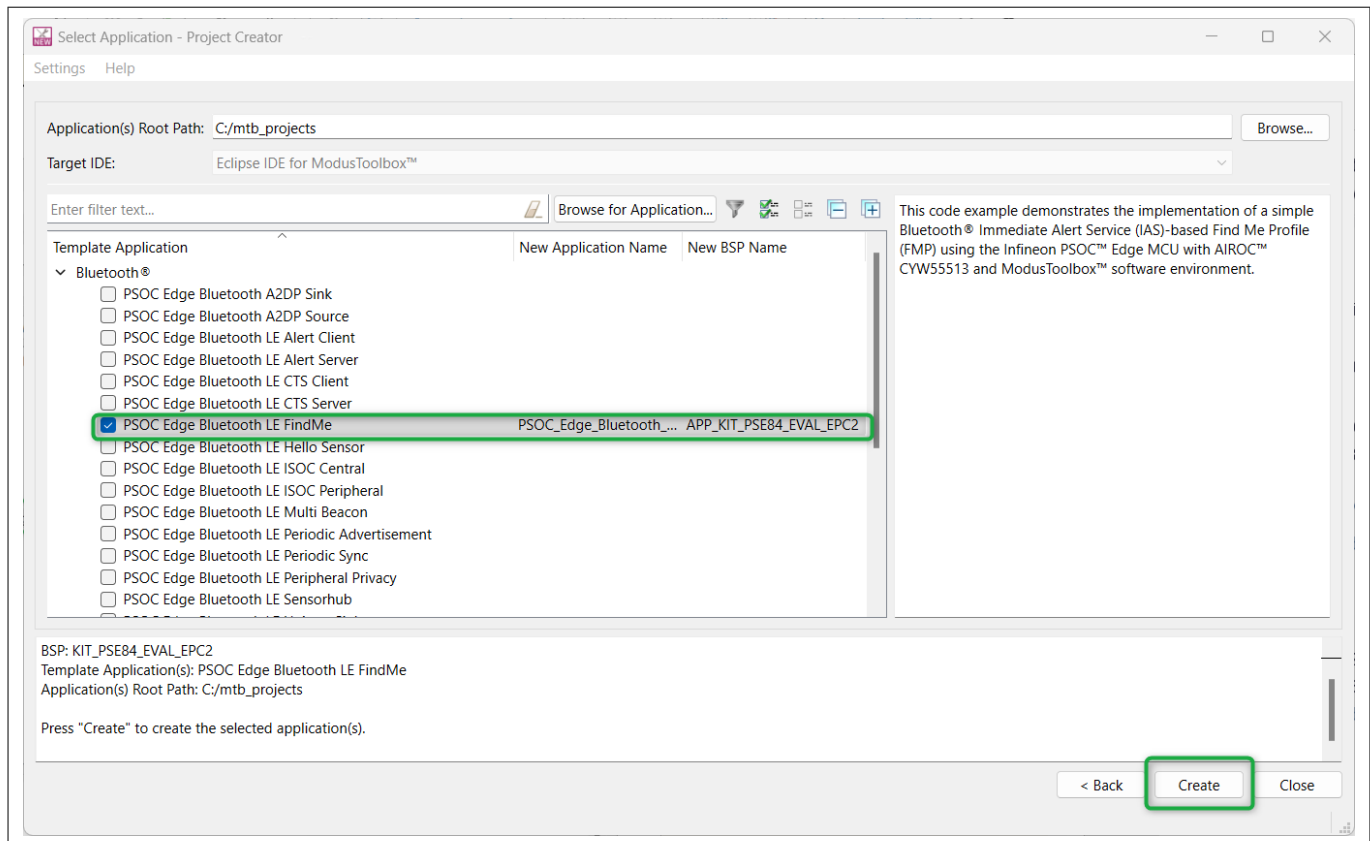 Select Application - Project Creator
Settings Help
Application(s) Root Path: C:/mtb_projects Browse...
Target IDE: Eclipse IDE for ModusToolbox™
Enter filter text... Browse for Application...
Template Application New Application Name New BSP Name
Bluetooth®
PSOC Edge Bluetooth A2DP Sink
PSOC Edge Bluetooth A2DP Source
PSOC Edge Bluetooth LE Alert Client
PSOC Edge Bluetooth LE Alert Server
PSOC Edge Bluetooth LE CTS Client
PSOC Edge Bluetooth LE CTS Server
PSOC Edge Bluetooth LE FindMe PSOC_Edge_Bluetooth_... APP_KIT_PSE84_EVAL_EPC2
PSOC Edge Bluetooth LE Hello Sensor
PSOC Edge Bluetooth LE ISOC Central
PSOC Edge Bluetooth LE ISOC Peripheral
PSOC Edge Bluetooth LE Multi Beacon
PSOC Edge Bluetooth LE Periodic Advertisement
PSOC Edge Bluetooth LE Periodic Sync
PSOC Edge Bluetooth LE Peripheral Privacy
PSOC Edge Bluetooth LE Sensorhub
This code example demonstrates the implementation of a simple
Bluetooth® Immediate Alert Service (IAS)-based Find Me Profile
(FMP) using the Infineon PSOC™ Edge MCU with AIROC™
CYW55513 and ModusToolbox™ software environment.
BSP: KIT_PSE84_EVAL_EPC2
Template Application(s): PSOC Edge Bluetooth LE FindMe
Application(s) Root Path: C:/mtb_projects
Press "Create" to create the selected application(s).
< Back Create Close